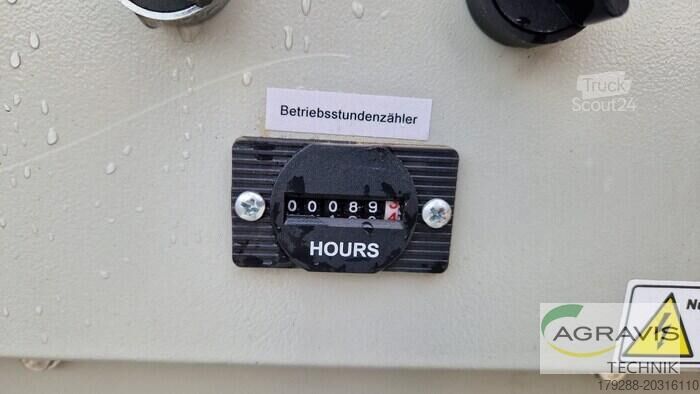 Truck
Scout24
Betriebsstundenzähler
00089
HOURS
AGRAVIS
TECHNIK
179288-20316110